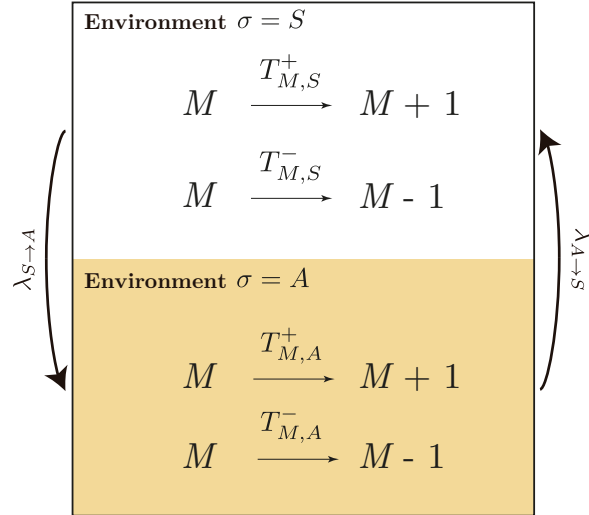 Environment σ = S
M T⁺_{M,S} M + 1
M T⁻_{M,S} M - 1
λ_{S→A}
λ_{A→S}
Environment σ = A
M T⁺_{M,A} M + 1
M T⁻_{M,A} M - 1